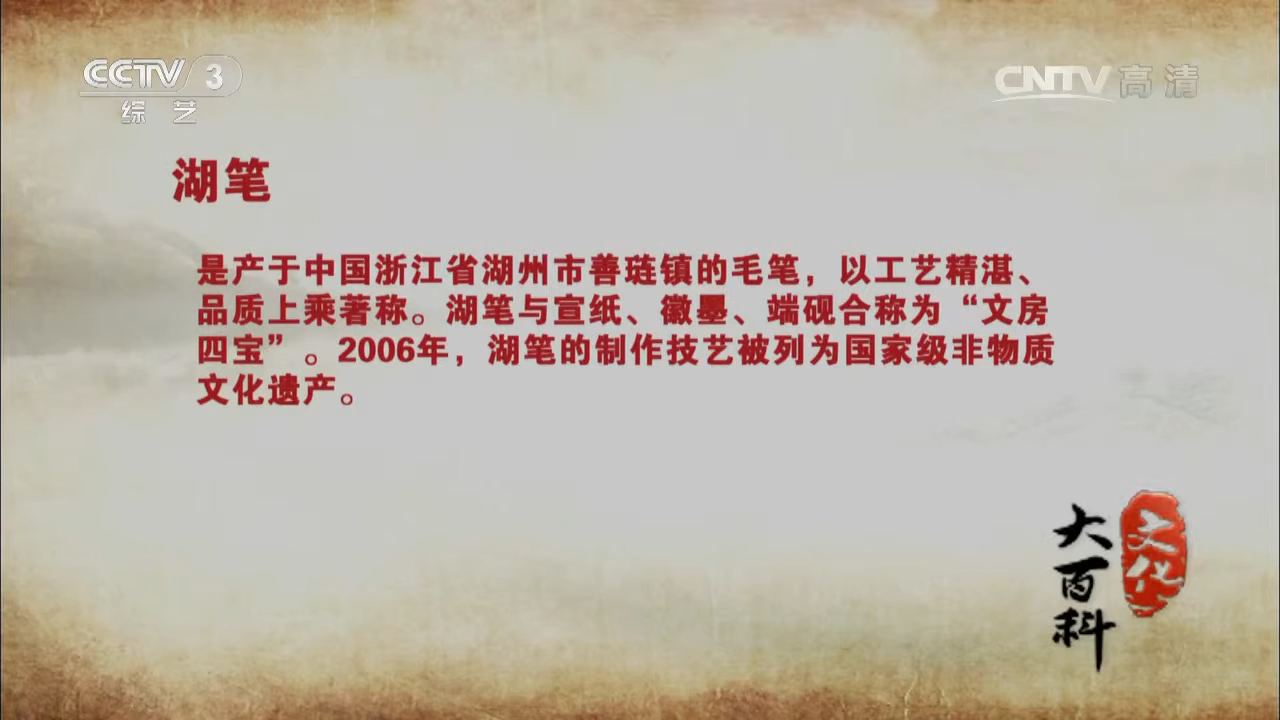 CCTV 3
综艺
CNTV高清
湖笔
是产于中国浙江省湖州市善琏镇的毛笔，以工艺精湛、
品质上乘著称。湖笔与宣纸、徽墨、端砚合称为“文房
四宝”。2006年，湖笔的制作技艺被列为国家级非物质
文化遗产。
文化
大百科